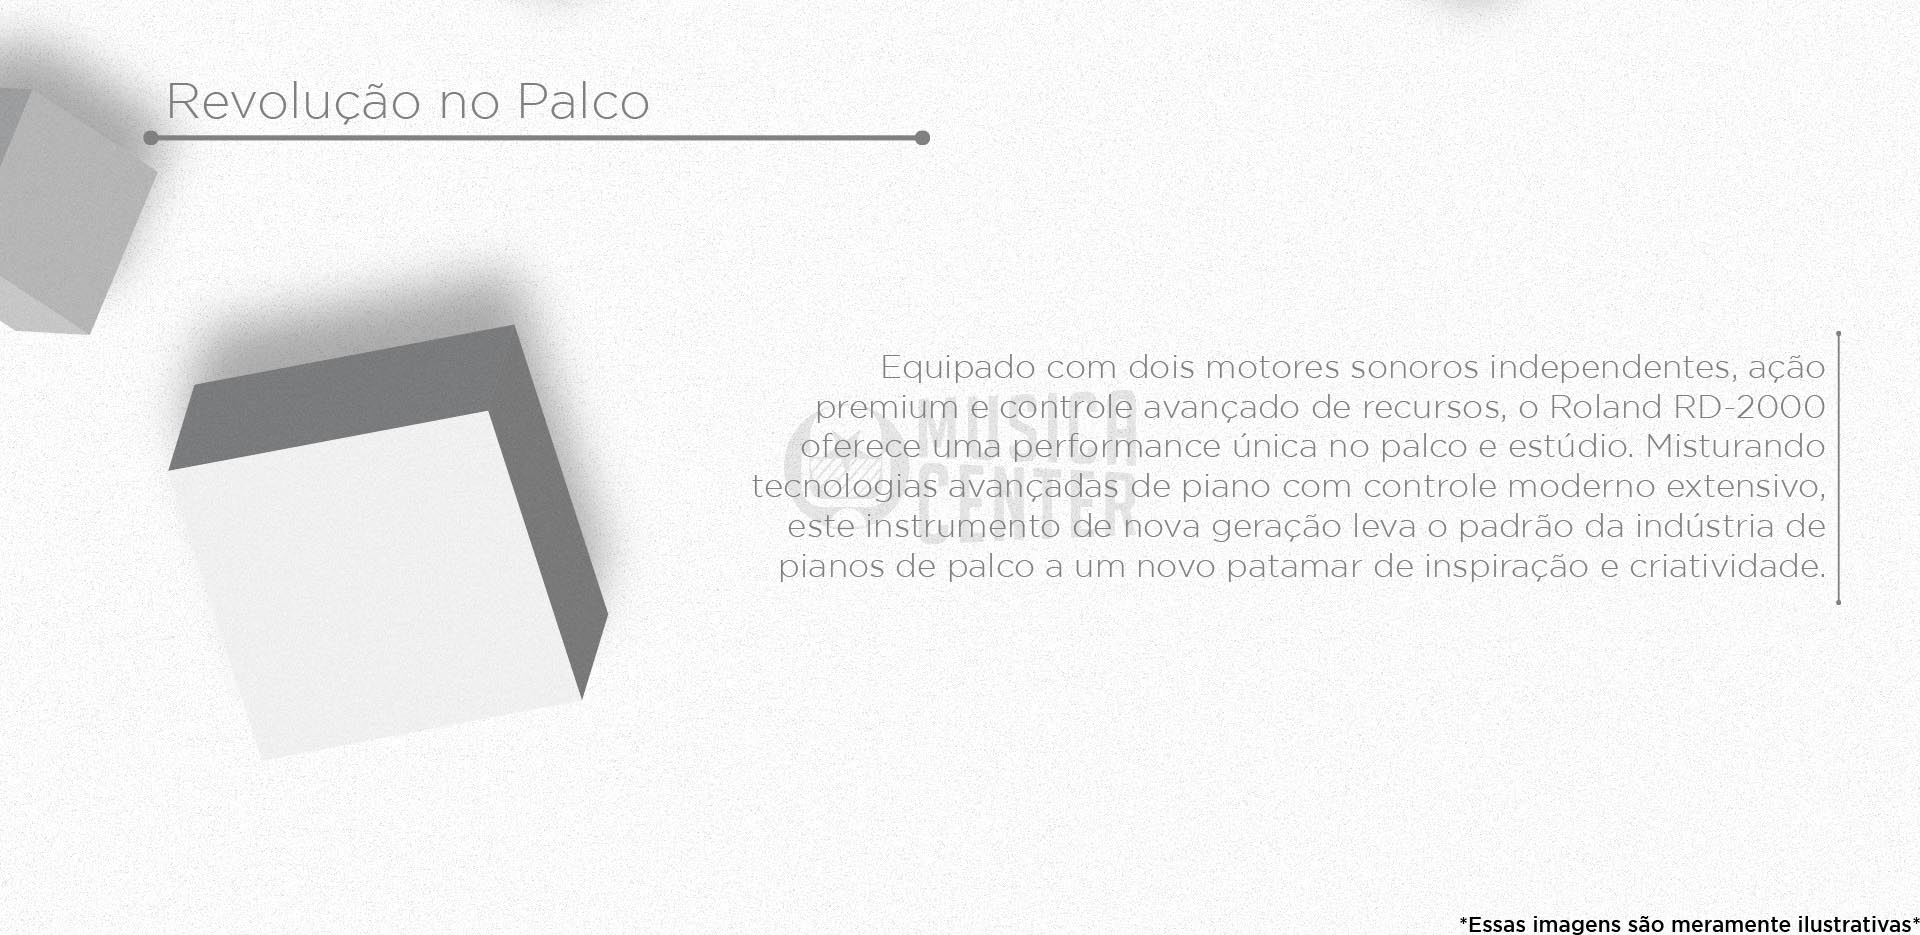 Revolução no Palco
Equipado com dois motores sonoros independentes, ação
premium e controle avançado de recursos, o Roland RD-2000
oferece uma performance única no palco e estúdio. Misturando
tecnologias avançadas de piano com controle moderno extensivo,
este instrumento de nova geração leva o padrão da indústria de
pianos de palco a um novo patamar de inspiração e criatividade.
MUSICAL
CENTER
*Essas imagens são meramente ilustrativas*